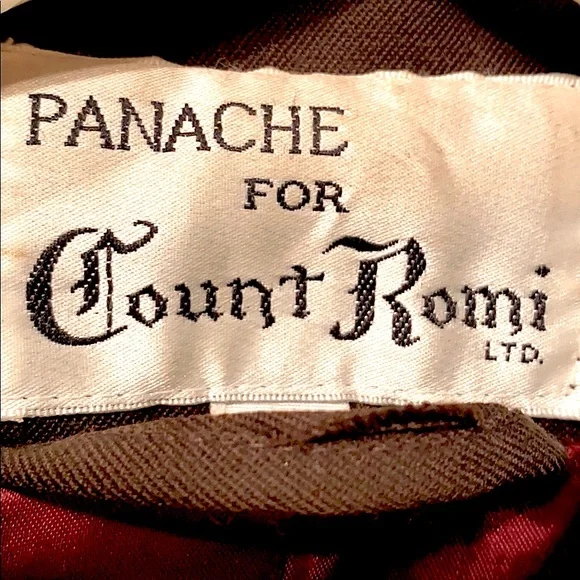 PANACHE
FOR
Count Romi
LTD.